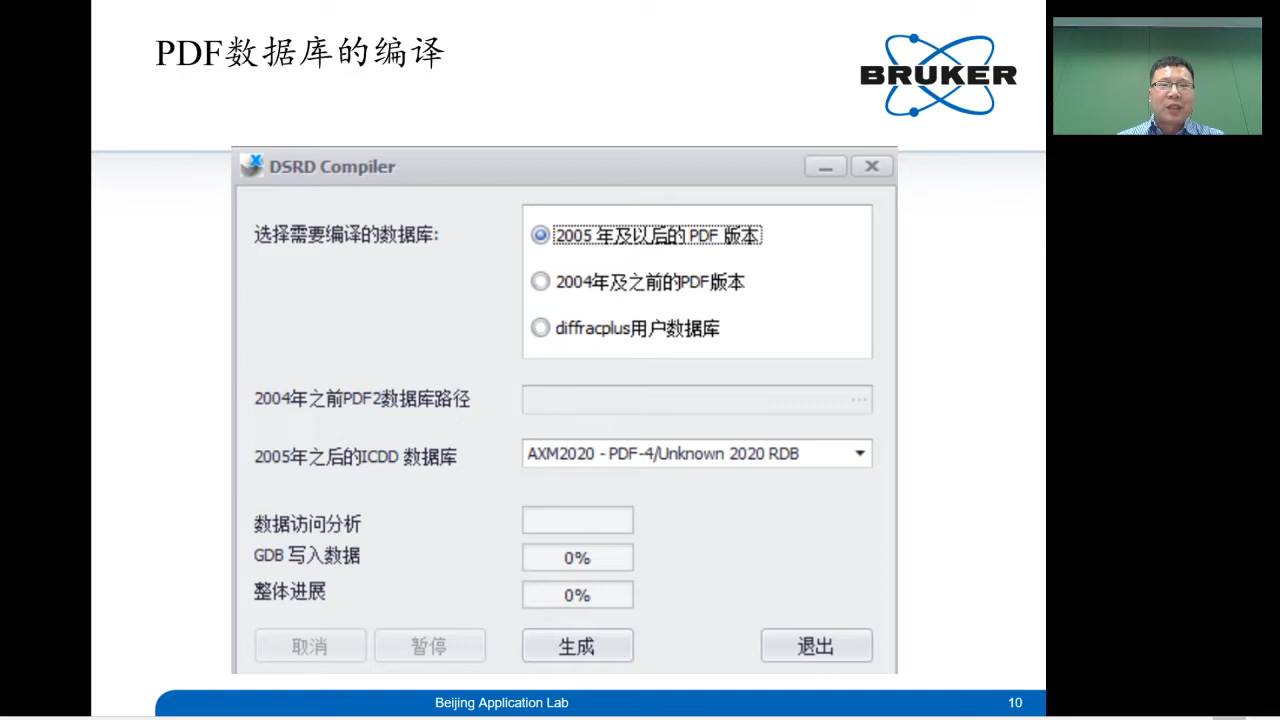 PDF数据库的编译
BRUKER
DSRD Compiler
选择需要编译的数据库:
2005 年及以后的 PDF 版本
2004年及之前的PDF版本
diffracplus用户数据库
2004年之前PDF2数据库路径
...
2005年之后的ICDD 数据库
AXM2020 - PDF-4/Unknown 2020 RDB
数据访问分析
GDB 写入数据
0%
整体进展
0%
取消
暂停
生成
退出
Beijing Application Lab
10